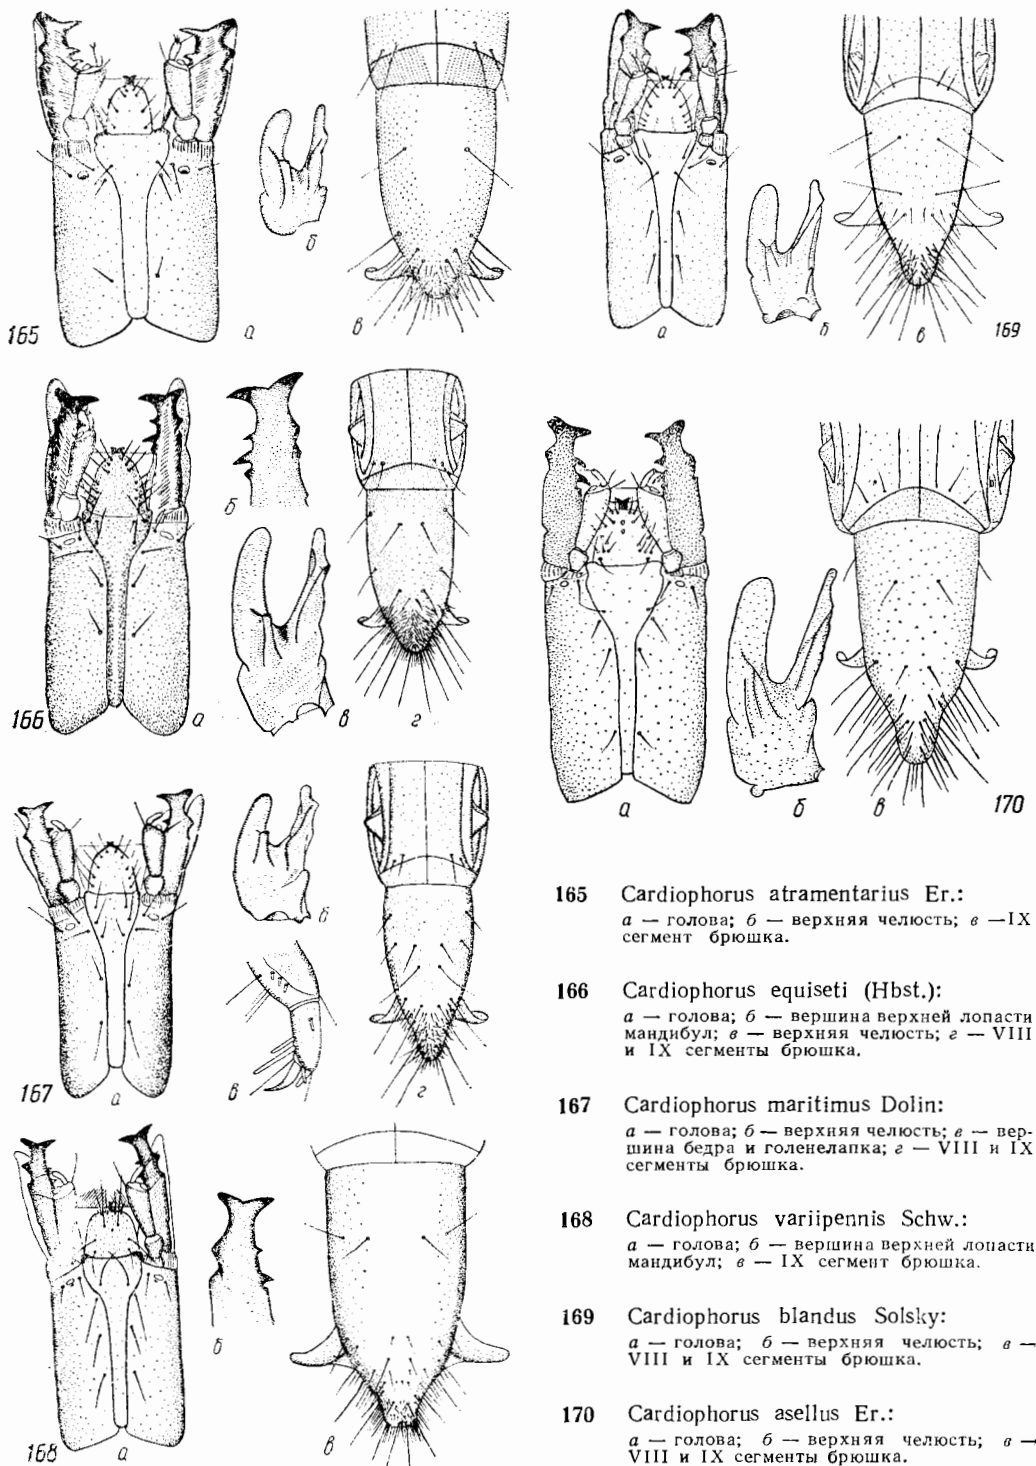 а
б
в
165
а
б
в
169
а
б
в
г
166
а
б
в
170
а
б
в
г
167
а
б
в
168
165 Cardiophorus atramentarius Er.:
а — голова; б — верхняя челюсть; в —IX
сегмент брюшка.
166 Cardiophorus equiseti (Hbst.):
а — голова; б — вершина верхней лопасти
мандибул; в — верхняя челюсть; г — VIII
и IX сегменты брюшка.
167 Cardiophorus maritimus Dolin:
а — голова; б — верхняя челюсть; в — вер-
шина бедра и голенелапка; г — VIII и IX
сегменты брюшка.
168 Cardiophorus variipennis Schw.:
а — голова; б — вершина верхней лопасти
мандибул; в — IX сегмент брюшка.
169 Cardiophorus blandus Solsky:
а — голова; б — верхняя челюсть; в —
VIII и IX сегменты брюшка.
170 Cardiophorus asellus Er.:
а — голова; б — верхняя челюсть; в —
VIII и IX сегменты брюшка.